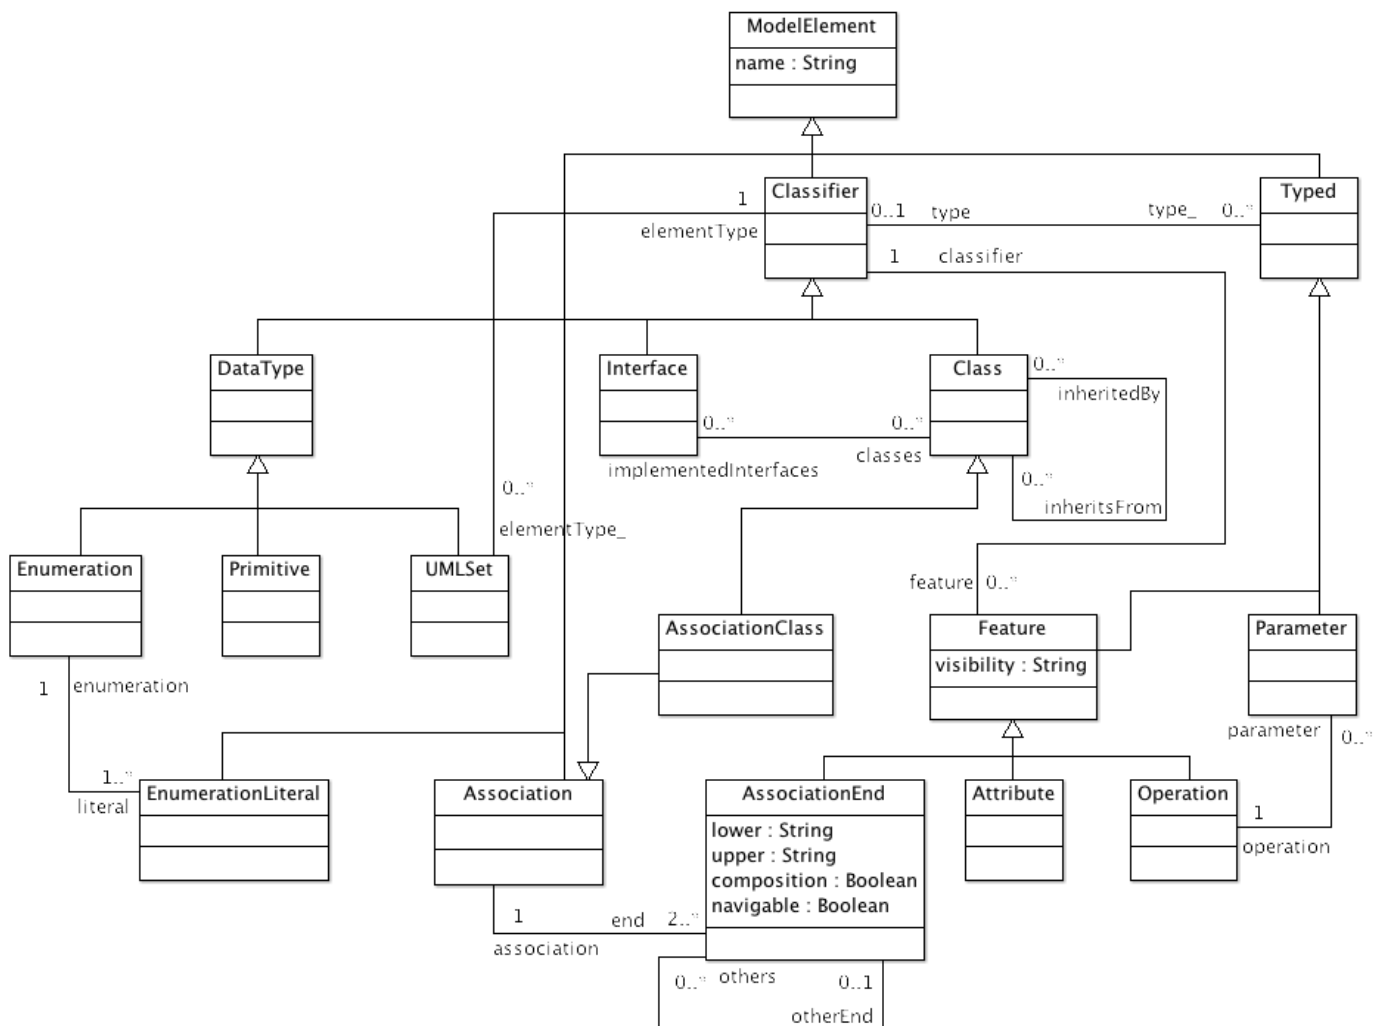 ModelElement
name : String
Classifier
Typed
1
elementType
0..1 type
type_ 0..*
1 classifier
DataType
Interface
Class
0..*
inheritedBy
0..*
implementedInterfaces
0..*
classes
0..*
inheritsFrom
0..*
elementType_
Enumeration
Primitive
UMLSet
feature 0..*
AssociationClass
Feature
visibility : String
Parameter
1 enumeration
parameter 0..*
1..*
literal
EnumerationLiteral
Association
AssociationEnd
lower : String
upper : String
composition : Boolean
navigable : Boolean
Attribute
Operation
1
operation
1
association
end 2..*
0..* others
0..1
otherEnd